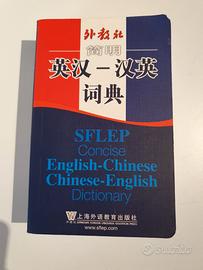 外教社
简明
英汉-汉英
词典
SFLEP
Concise
English-Chinese
Chinese-English
Dictionary
上海外语教育出版社
www.sflep.com
subito